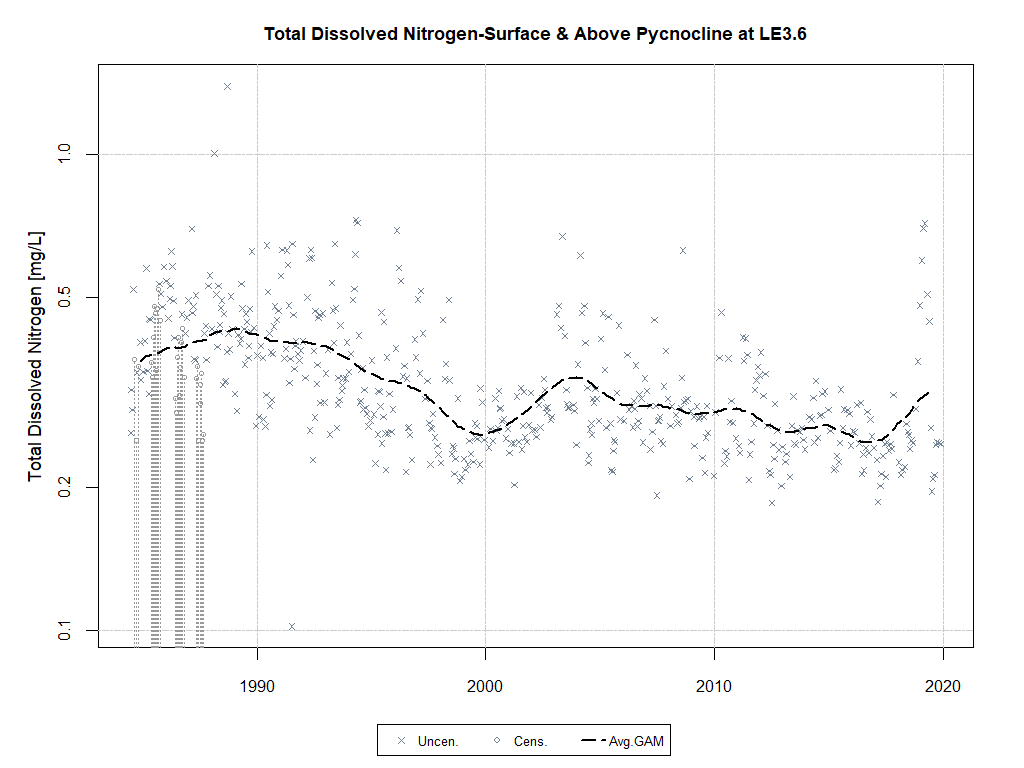 Total Dissolved Nitrogen-Surface & Above Pycnocline at LE3.6
Total Dissolved Nitrogen [mg/L]
1.0
0.5
0.2
0.1
1990 2000 2010 2020
Uncen. Cens. Avg.GAM